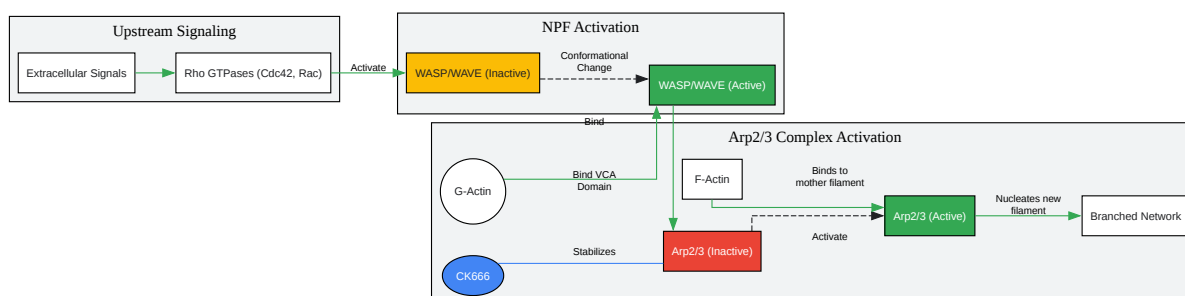 Upstream Signaling
Extracellular Signals
Rho GTPases (Cdc42, Rac)
Activate
NPF Activation
WASP/WAVE (Inactive)
Conformational
Change
WASP/WAVE (Active)
Bind
Arp2/3 Complex Activation
G-Actin
Bind VCA
Domain
F-Actin
Binds to
mother filament
Arp2/3 (Active)
Nucleates new
filament
Branched Network
Activate
Arp2/3 (Inactive)
Stabilizes
CK666